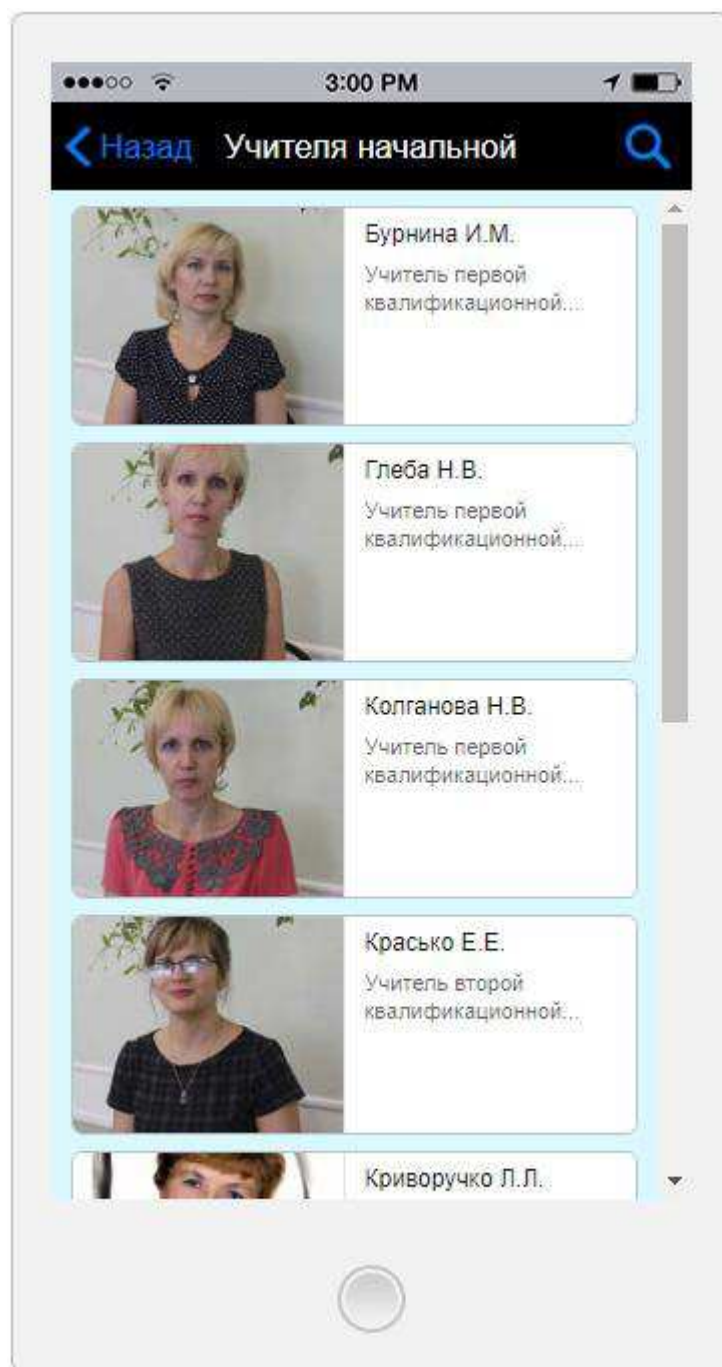 3:00 PM
Назад Учителя начальной
Бурнина И.М.
Учитель первой
квалификационной....
Глеба Н.В.
Учитель первой
квалификационной....
Колганова Н.В.
Учитель первой
квалификационной...
Красько Е.Е.
Учитель второй
квалификационной...
Криворучко Л.Л.